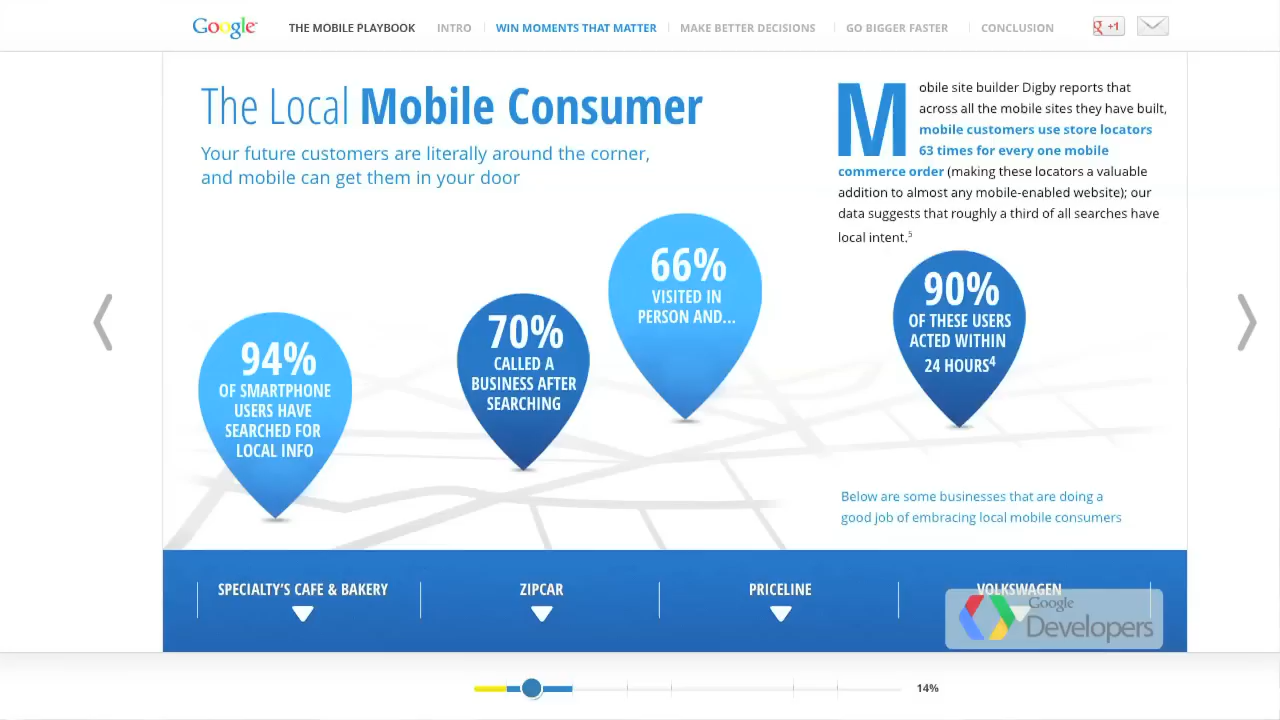 Google
THE MOBILE PLAYBOOK
INTRO
WIN MOMENTS THAT MATTER
MAKE BETTER DECISIONS
GO BIGGER FASTER
CONCLUSION
g +1
The Local Mobile Consumer
Your future customers are literally around the corner,
and mobile can get them in your door
Mobile site builder Digby reports that
across all the mobile sites they have built,
mobile customers use store locators
63 times for every one mobile
commerce order (making these locators a valuable
addition to almost any mobile-enabled website); our
data suggests that roughly a third of all searches have
local intent.5
94%
OF SMARTPHONE
USERS HAVE
SEARCHED FOR
LOCAL INFO
70%
CALLED A
BUSINESS AFTER
SEARCHING
66%
VISITED IN
PERSON AND...
90%
OF THESE USERS
ACTED WITHIN
24 HOURS4
Below are some businesses that are doing a
good job of embracing local mobile consumers
SPECIALTY'S CAFE & BAKERY
ZIPCAR
PRICELINE
VOLKSWAGEN
Google
Developers
14%